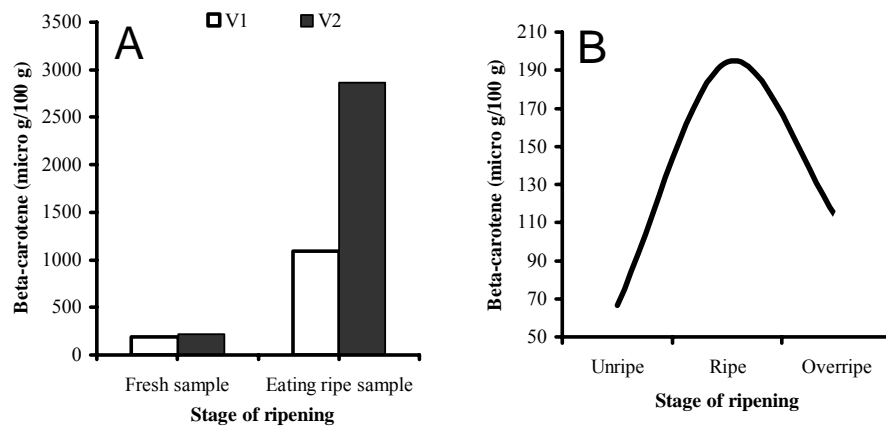 A
V1 V2
Beta-carotene (micro g/100 g)
3500
3000
2500
2000
1500
1000
500
0
Fresh sample Eating ripe sample
Stage of ripening
B
Beta-carotene (micro g/100 g)
210
190
170
150
130
110
90
70
50
Unripe Ripe Overripe
Stage of ripening